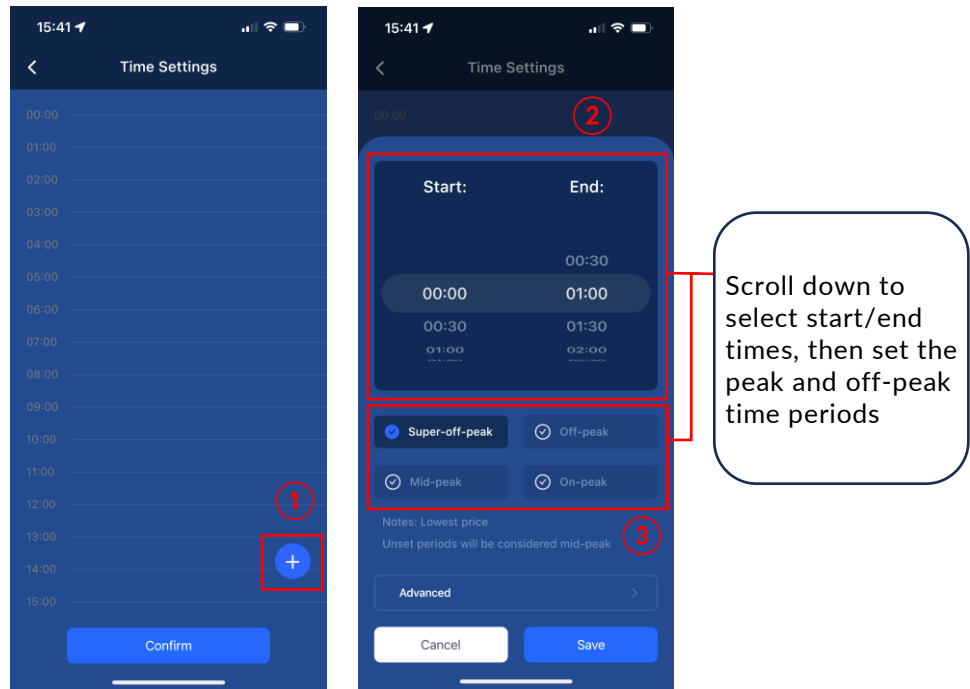 15:41
Time Settings
00:00
01:00
02:00
03:00
04:00
05:00
06:00
07:00
08:00
09:00
10:00
11:00
12:00
1
13:00
14:00
+
15:00
Confirm
15:41
Time Settings
00:00
2
Start: End:
00:30
00:00 01:00
00:30 01:30
01:00 02:00
Super-off-peak Off-peak
Mid-peak On-peak
Notes: Lowest price
Unset periods will be considered mid-peak
3
Advanced
Cancel Save
Scroll down to
select start/end
times, then set the
peak and off-peak
time periods